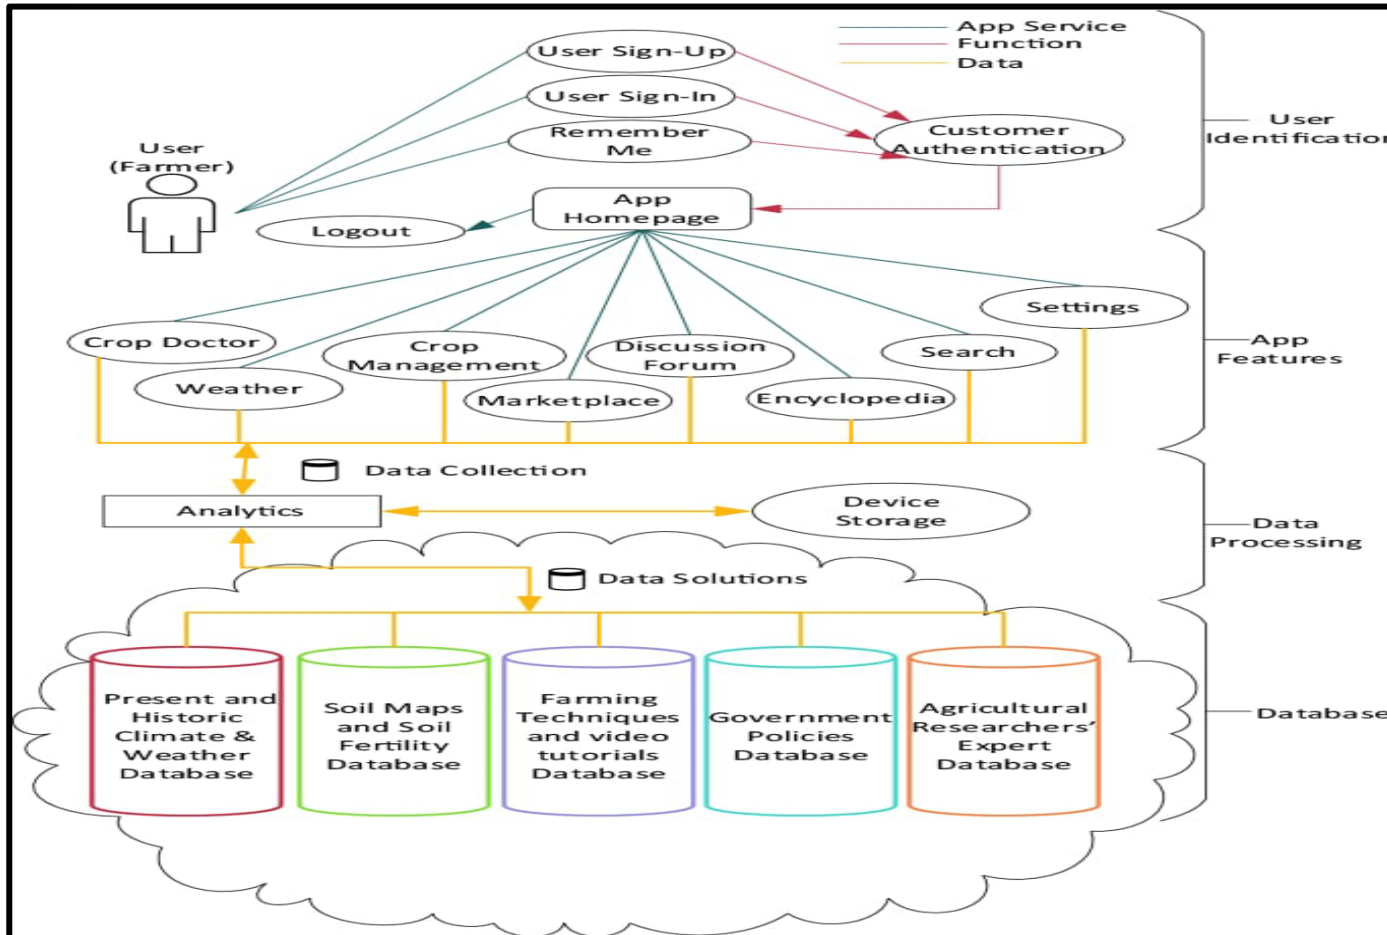 App Service
Function
Data
User Sign-Up
User Sign-In
Remember
Me
Customer
Authentication
User
Identification
User
(Farmer)
App
Homepage
Logout
Settings
Crop Doctor
Weather
Crop
Management
Marketplace
Discussion
Forum
Encyclopedia
Search
App
Features
Data Collection
Analytics
Device
Storage
Data
Processing
Data Solutions
Present and
Historic
Climate &
Weather
Database
Soil Maps
and Soil
Fertility
Database
Farming
Techniques
and video
tutorials
Database
Government
Policies
Database
Agricultural
Researchers’
Expert
Database
Database